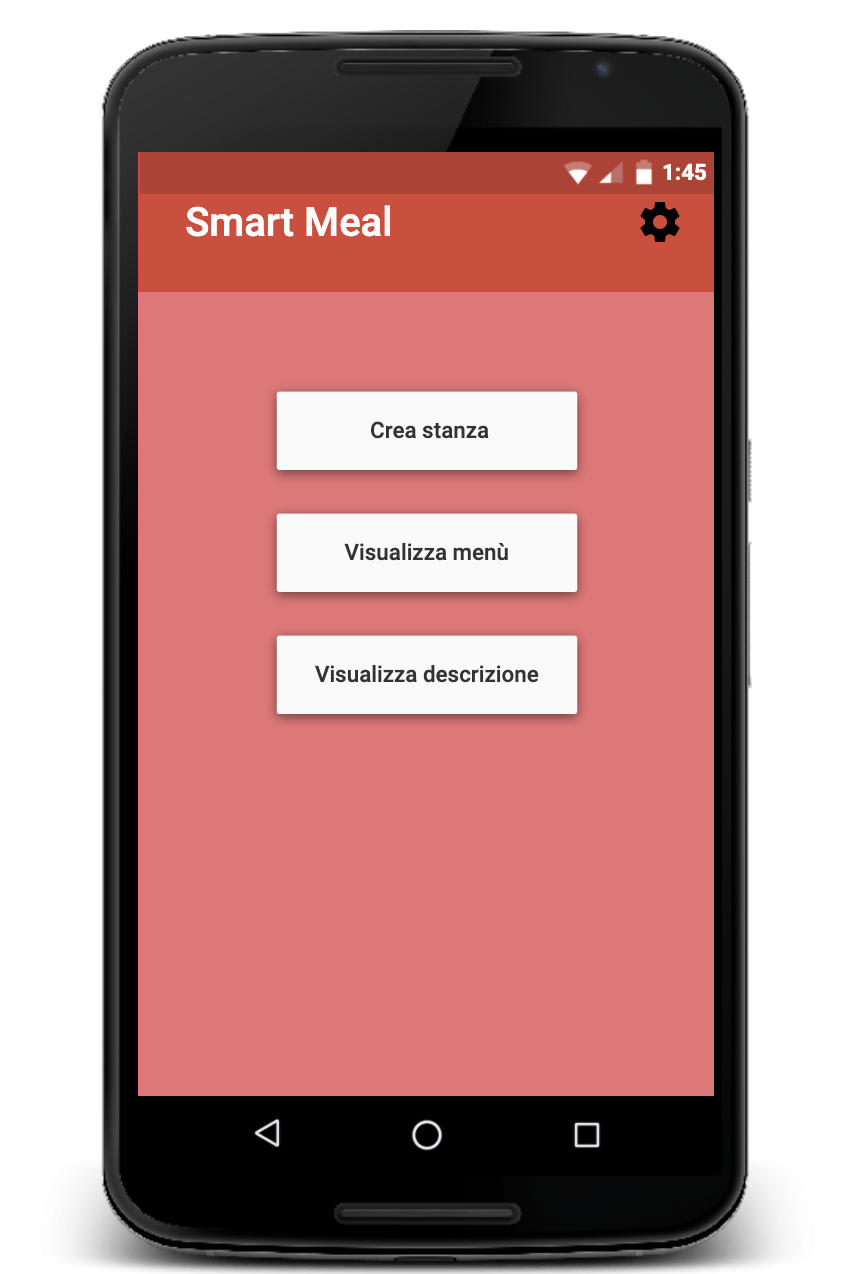 1:45
Smart Meal
Crea stanza
Visualizza menù
Visualizza descrizione